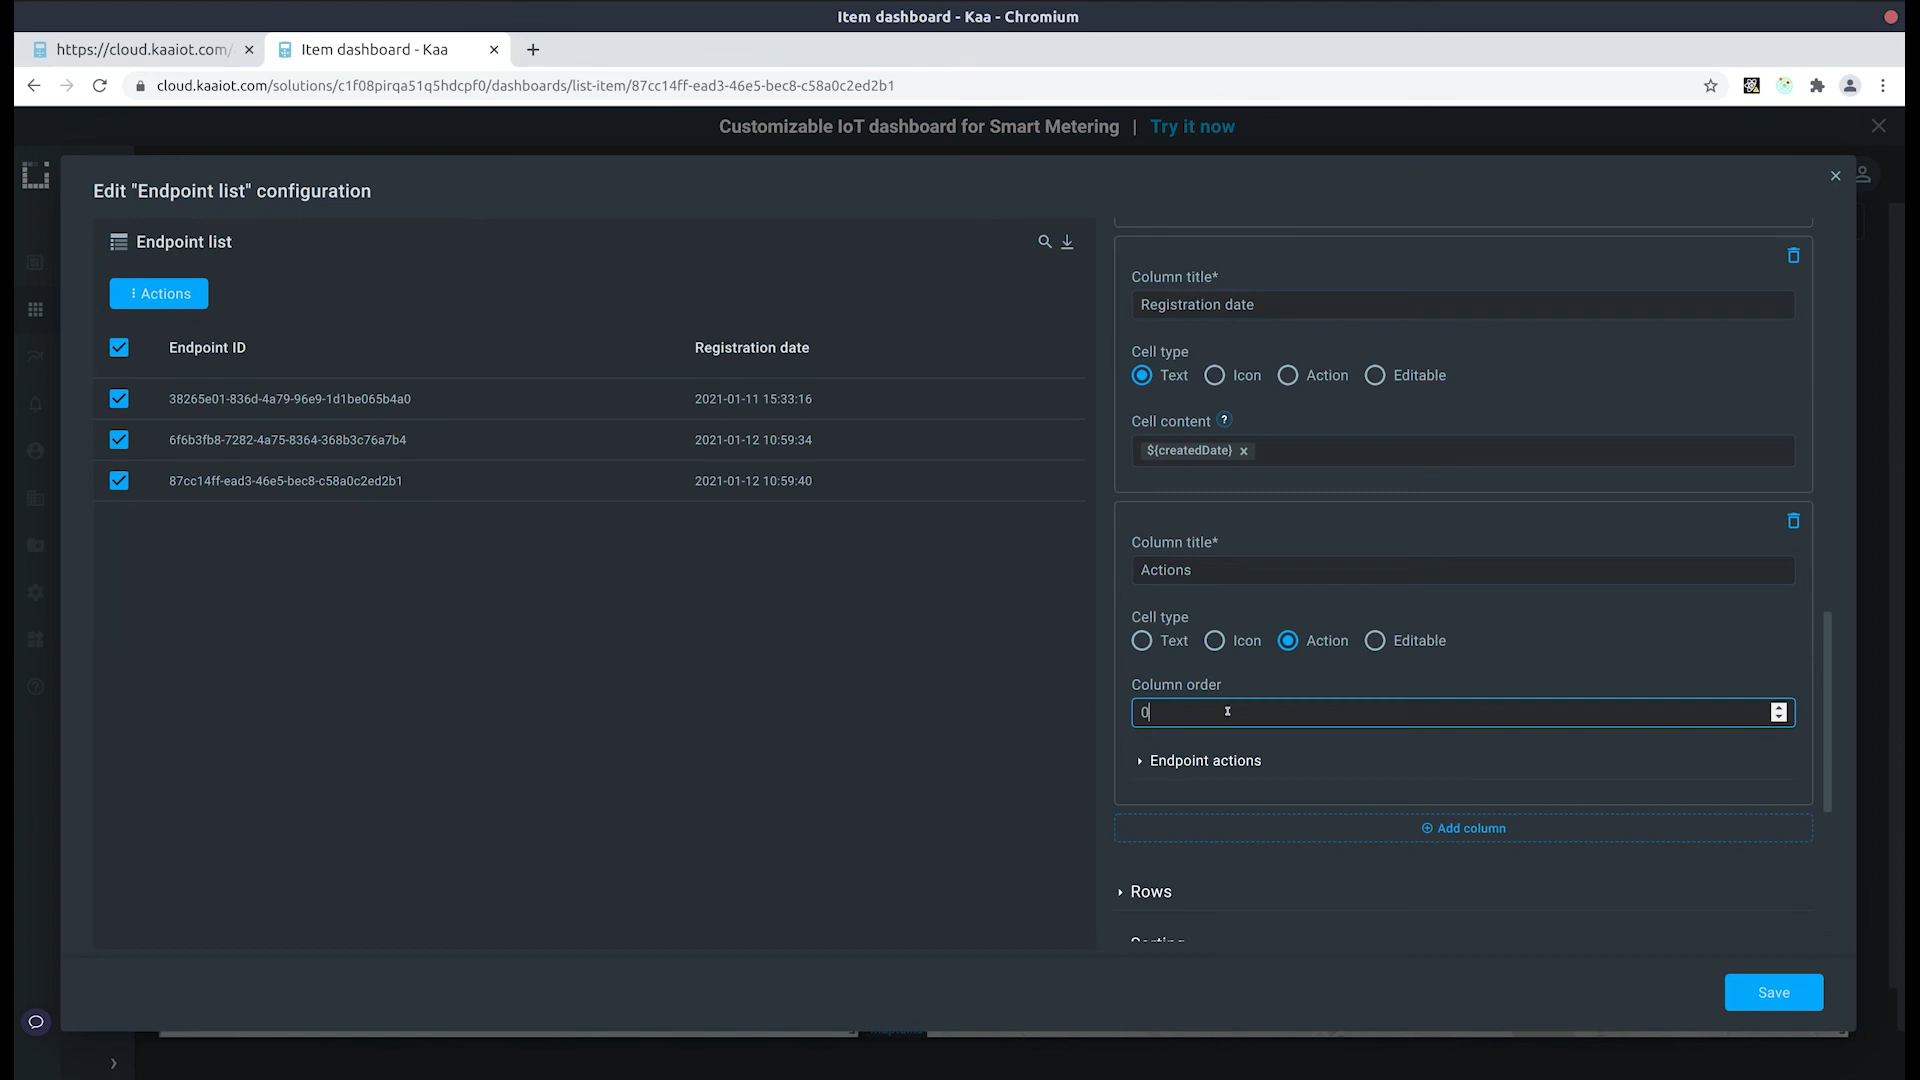 Item dashboard - Kaa - Chromium
https://cloud.kaaiot.com/
Item dashboard - Kaa
cloud.kaaiot.com/solutions/c1f08pirqa51q5hdcpf0/dashboards/list-item/87cc14ff-ead3-46e5-bec8-c58a0c2ed2b1
Customizable IoT dashboard for Smart Metering | Try it now
Edit "Endpoint list" configuration
Endpoint list
Actions
Endpoint ID Registration date
38265e01-836d-4a79-96e9-1d1be065b4a0 2021-01-11 15:33:16
6f6b3fb8-7282-4a75-8364-368b3c76a7b4 2021-01-12 10:59:34
87cc14ff-ead3-46e5-bec8-c58a0c2ed2b1 2021-01-12 10:59:40
Column title*
Registration date
Cell type
Text Icon Action Editable
Cell content ?
${createdDate} ×
Column title*
Actions
Cell type
Text Icon Action Editable
Column order
0
Endpoint actions
Add column
Rows
Sorting
Save